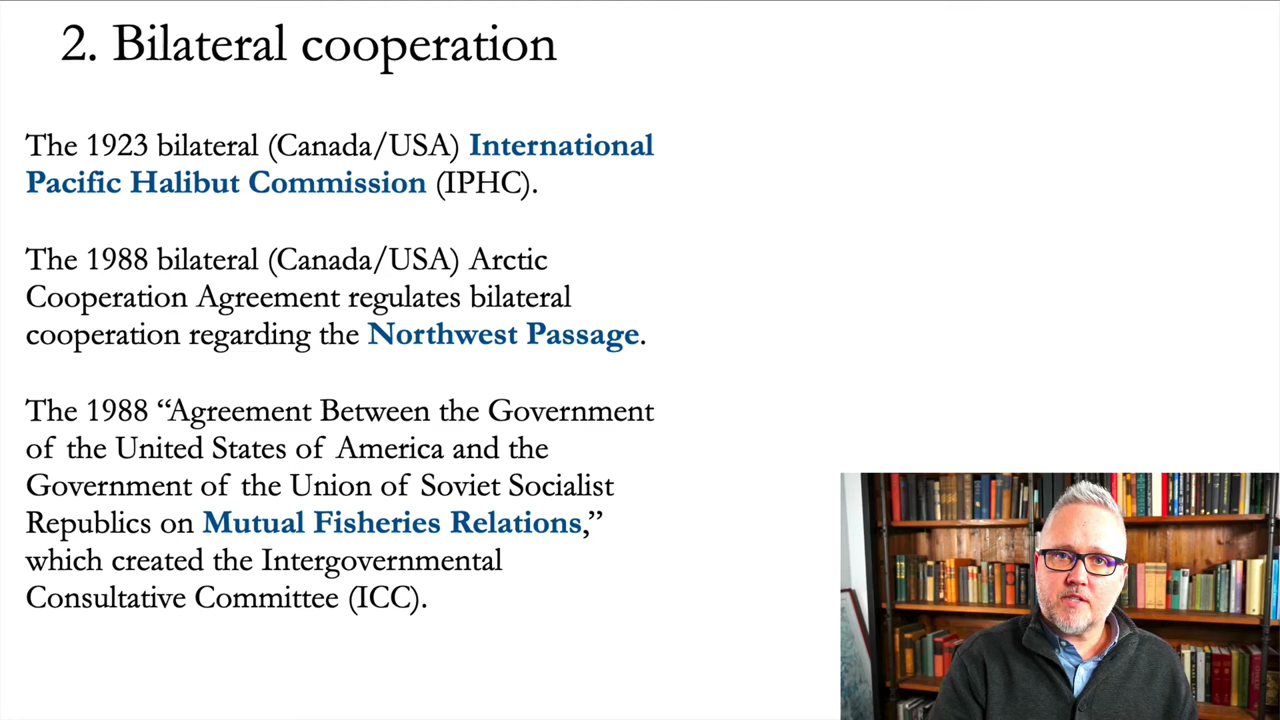 2. Bilateral cooperation
The 1923 bilateral (Canada/USA) International
Pacific Halibut Commission (IPHC).
The 1988 bilateral (Canada/USA) Arctic
Cooperation Agreement regulates bilateral
cooperation regarding the Northwest Passage.
The 1988 “Agreement Between the Government
of the United States of America and the
Government of the Union of Soviet Socialist
Republics on Mutual Fisheries Relations,”
which created the Intergovernmental
Consultative Committee (ICC).